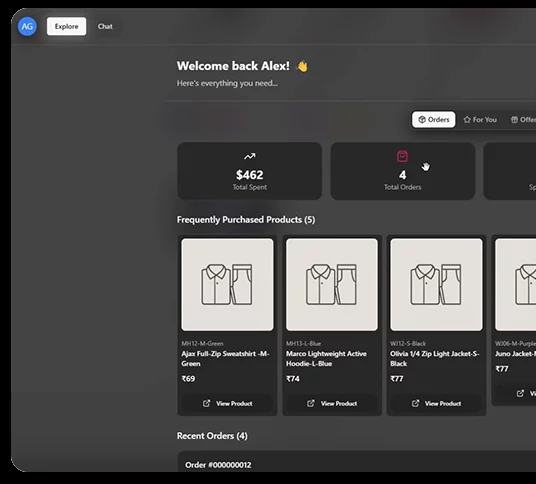 AG Explore Chat
Welcome back Alex! 👋
Here's everything you need...
Orders For You Offer
$462
Total Spent
4
Total Orders
Sp
Frequently Purchased Products (5)
MH12-M-Green
Ajax Full-Zip Sweatshirt -M-
Green
₹69
View Product
MH13-L-Blue
Marco Lightweight Active
Hoodie-L-Blue
₹74
View Product
WJ12-S-Black
Olivia 1/4 Zip Light Jacket-S-
Black
₹77
View Product
WJ06-M-Purple
Juno Jacket-M
₹77
Vi
Recent Orders (4)
Order #000000012